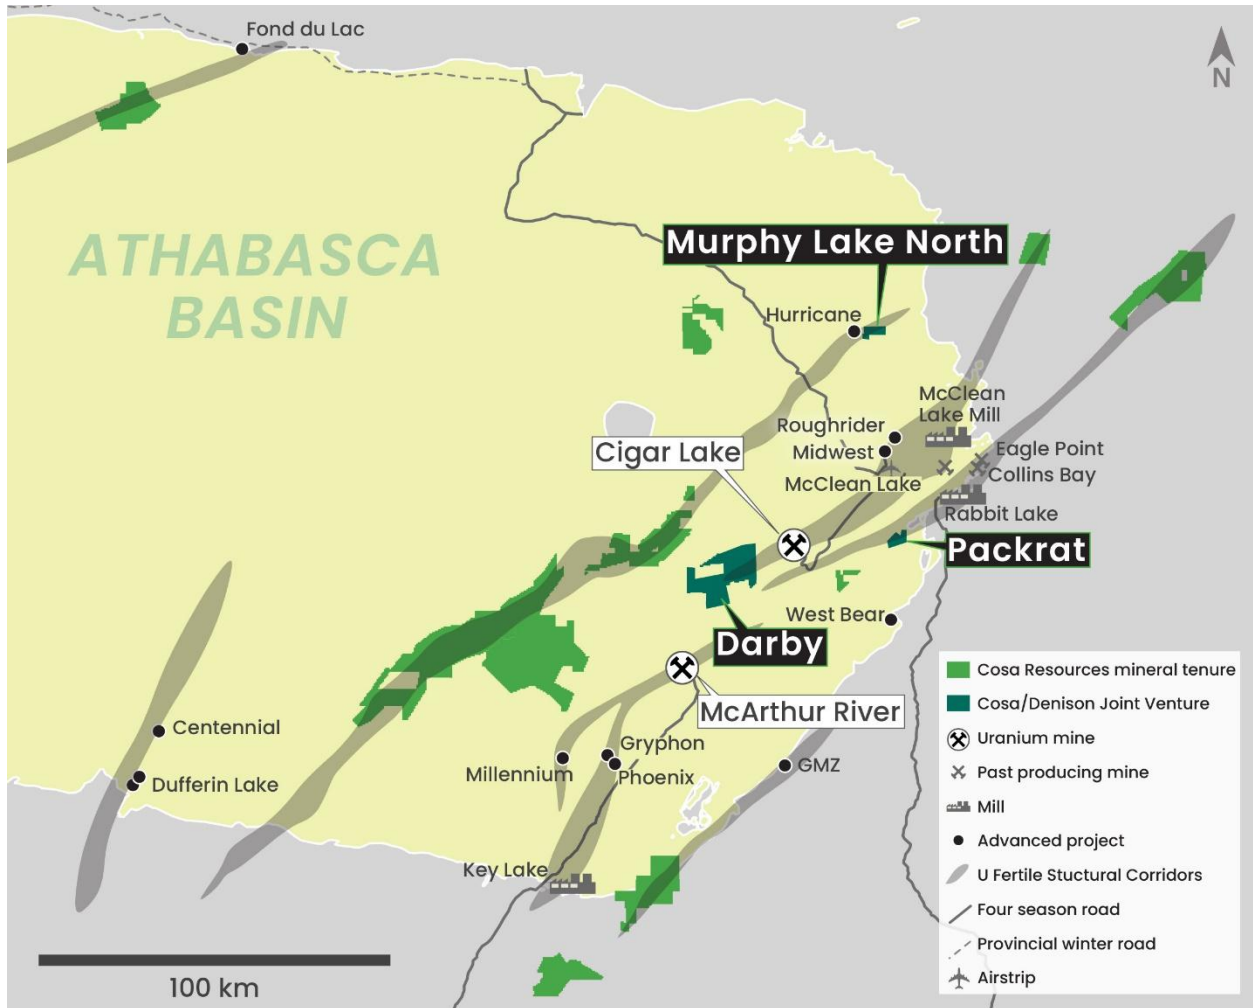 Fond du Lac
N
ATHABASCA
BASIN
Murphy Lake North
Hurricane
McClean
Lake Mill
Roughrider
Midwest
Cigar Lake
McClean Lake
Eagle Point
Collins Bay
Rabbit Lake
Packrat
West Bear
Darby
McArthur River
Centennial
Dufferin Lake
Millennium
Gryphon
Phoenix
GMZ
Key Lake
100 km
Cosa Resources mineral tenure
Cosa/Denison Joint Venture
Uranium mine
Past producing mine
Mill
Advanced project
U Fertile Stuctural Corridors
Four season road
Provincial winter road
Airstrip